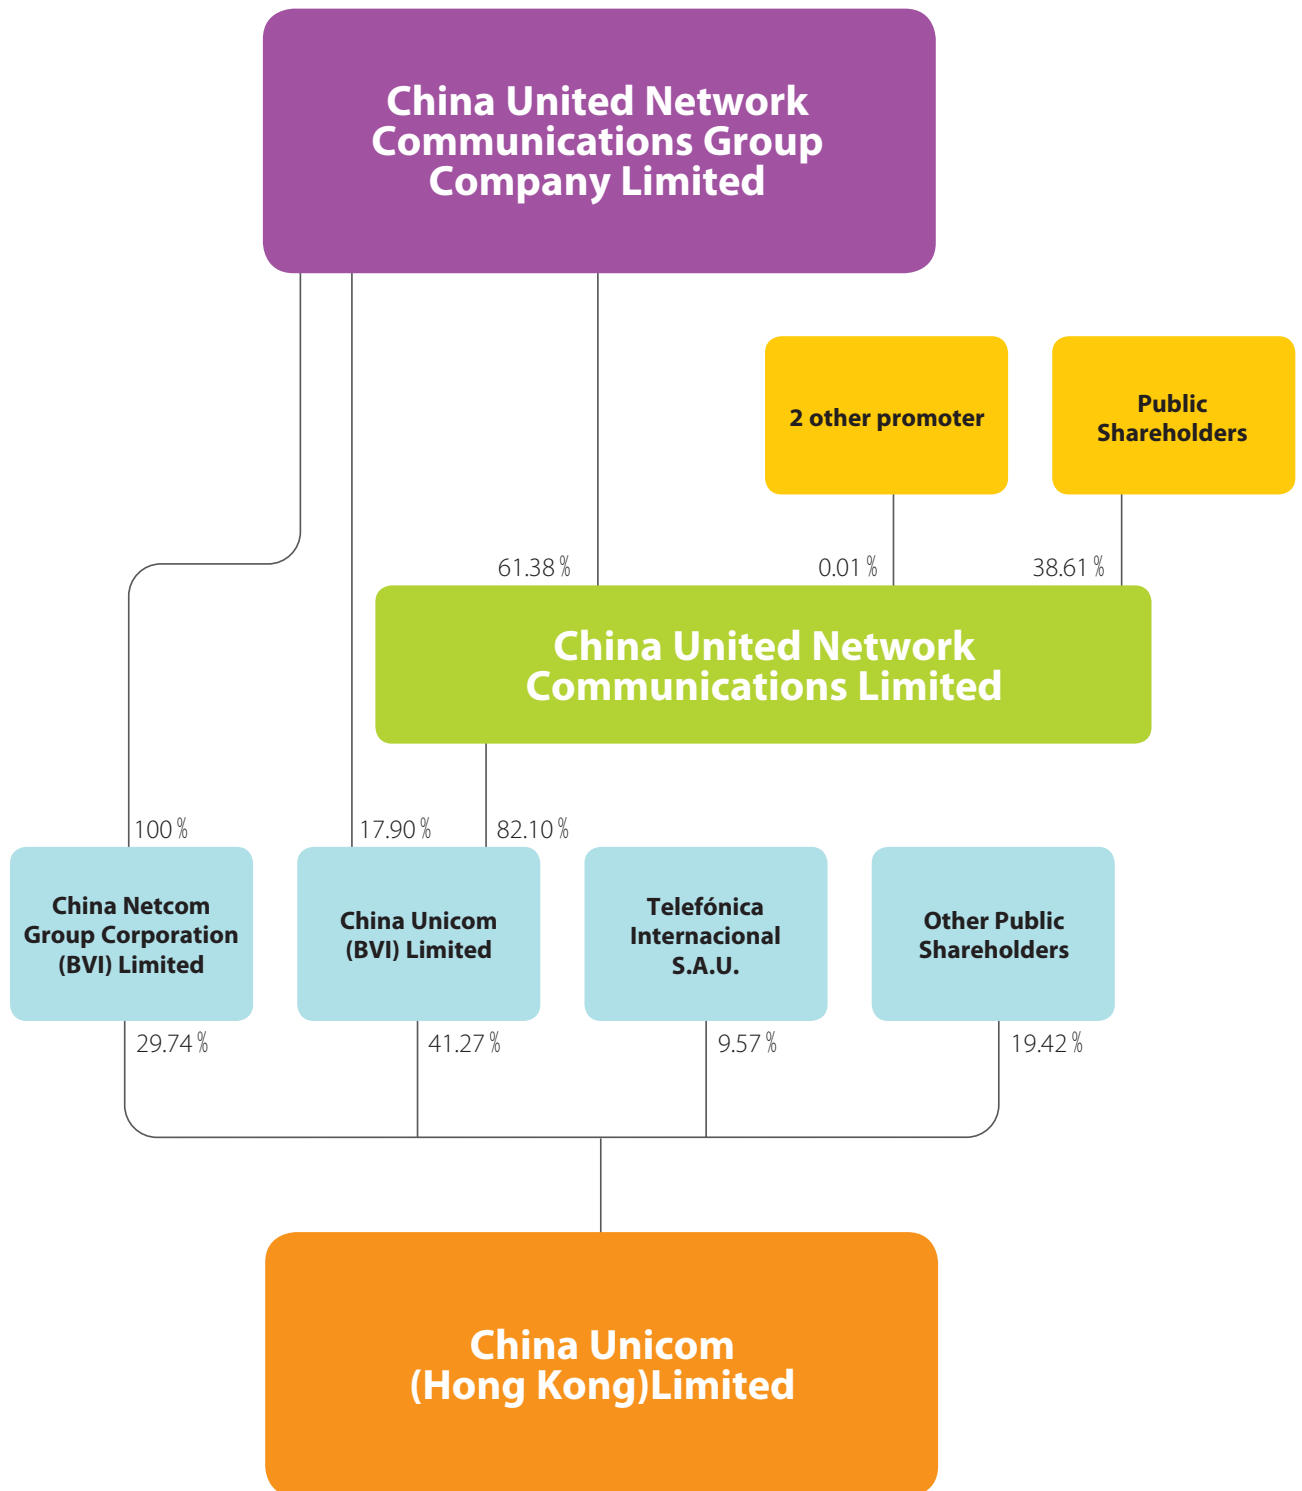 China United Network
Communications Group
Company Limited
2 other promoter
Public
Shareholders
61.38 %
0.01 %
38.61 %
China United Network
Communications Limited
100 %
17.90 %
82.10 %
China Netcom
Group Corporation
(BVI) Limited
China Unicom
(BVI) Limited
Telefónica
Internacional
S.A.U.
Other Public
Shareholders
29.74 %
41.27 %
9.57 %
19.42 %
China Unicom
(Hong Kong)Limited